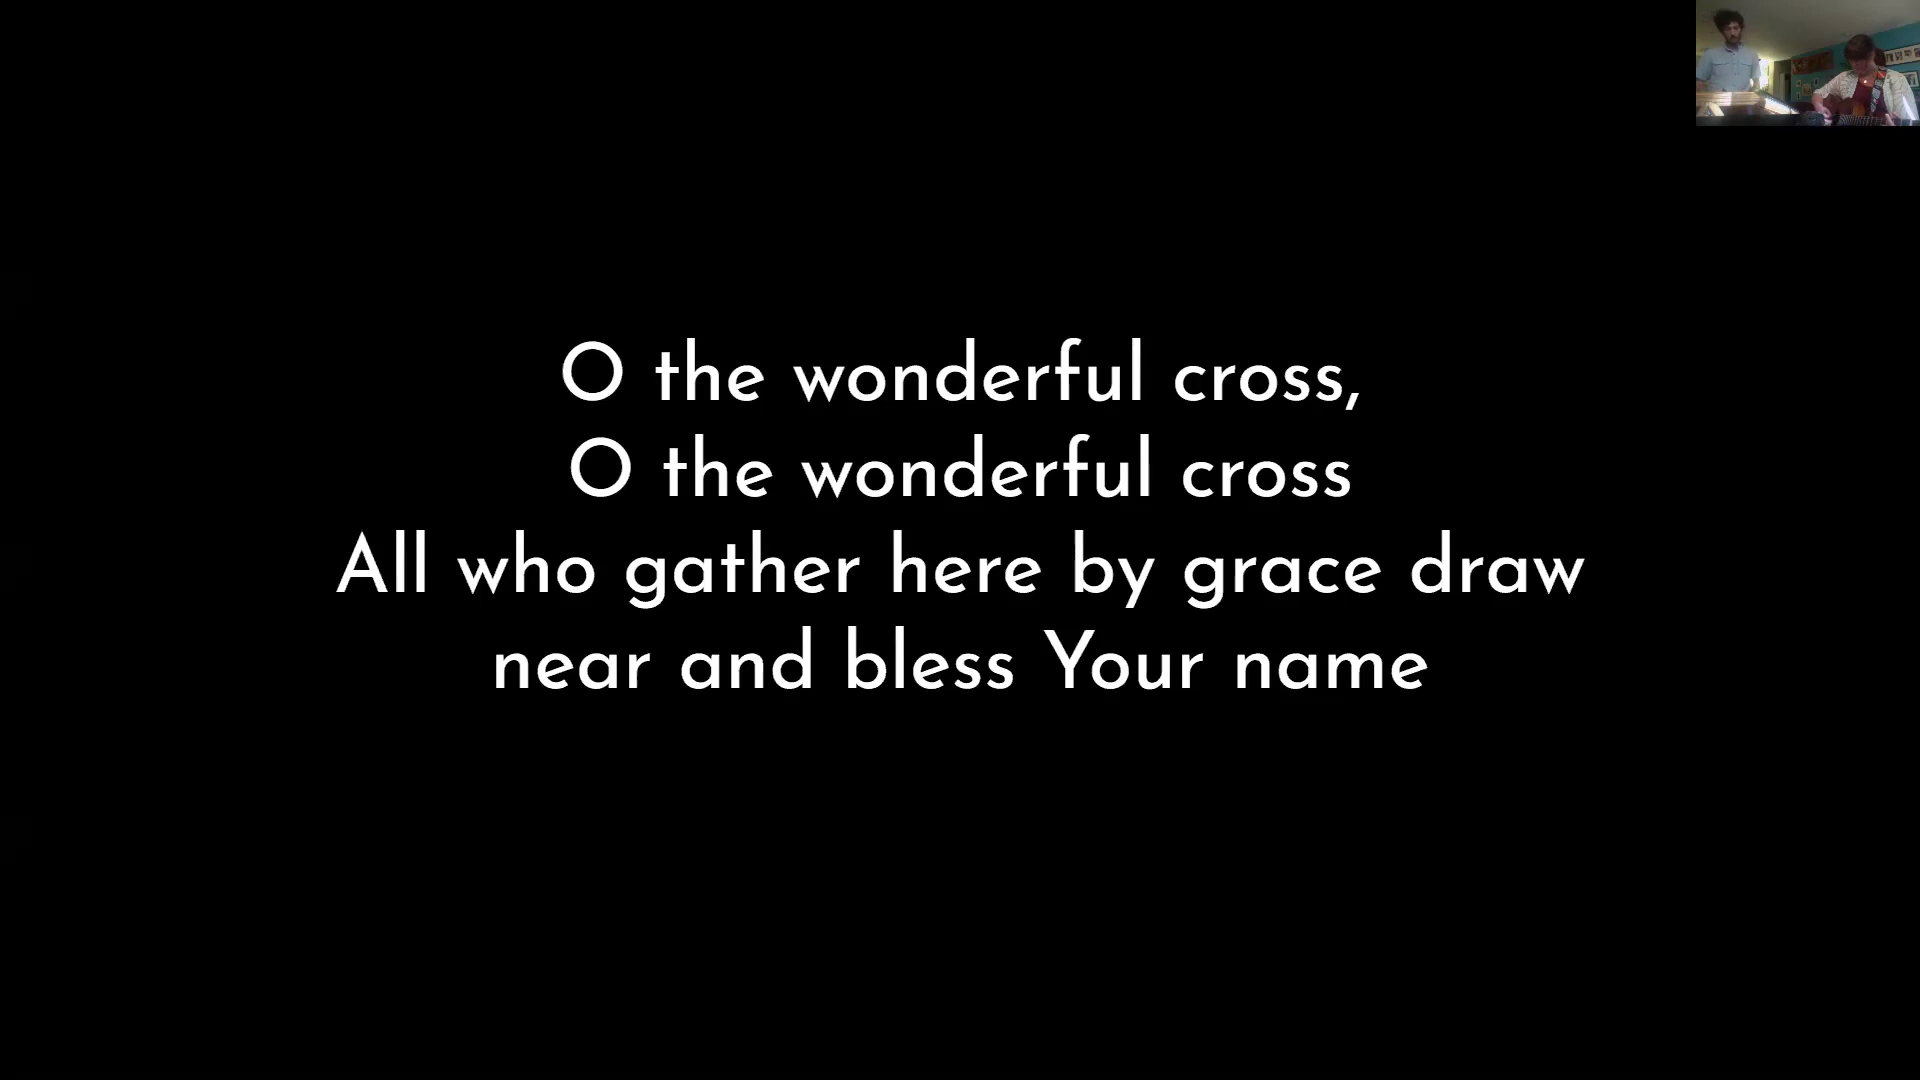 O the wonderful cross,
O the wonderful cross
All who gather here by grace draw
near and bless Your name